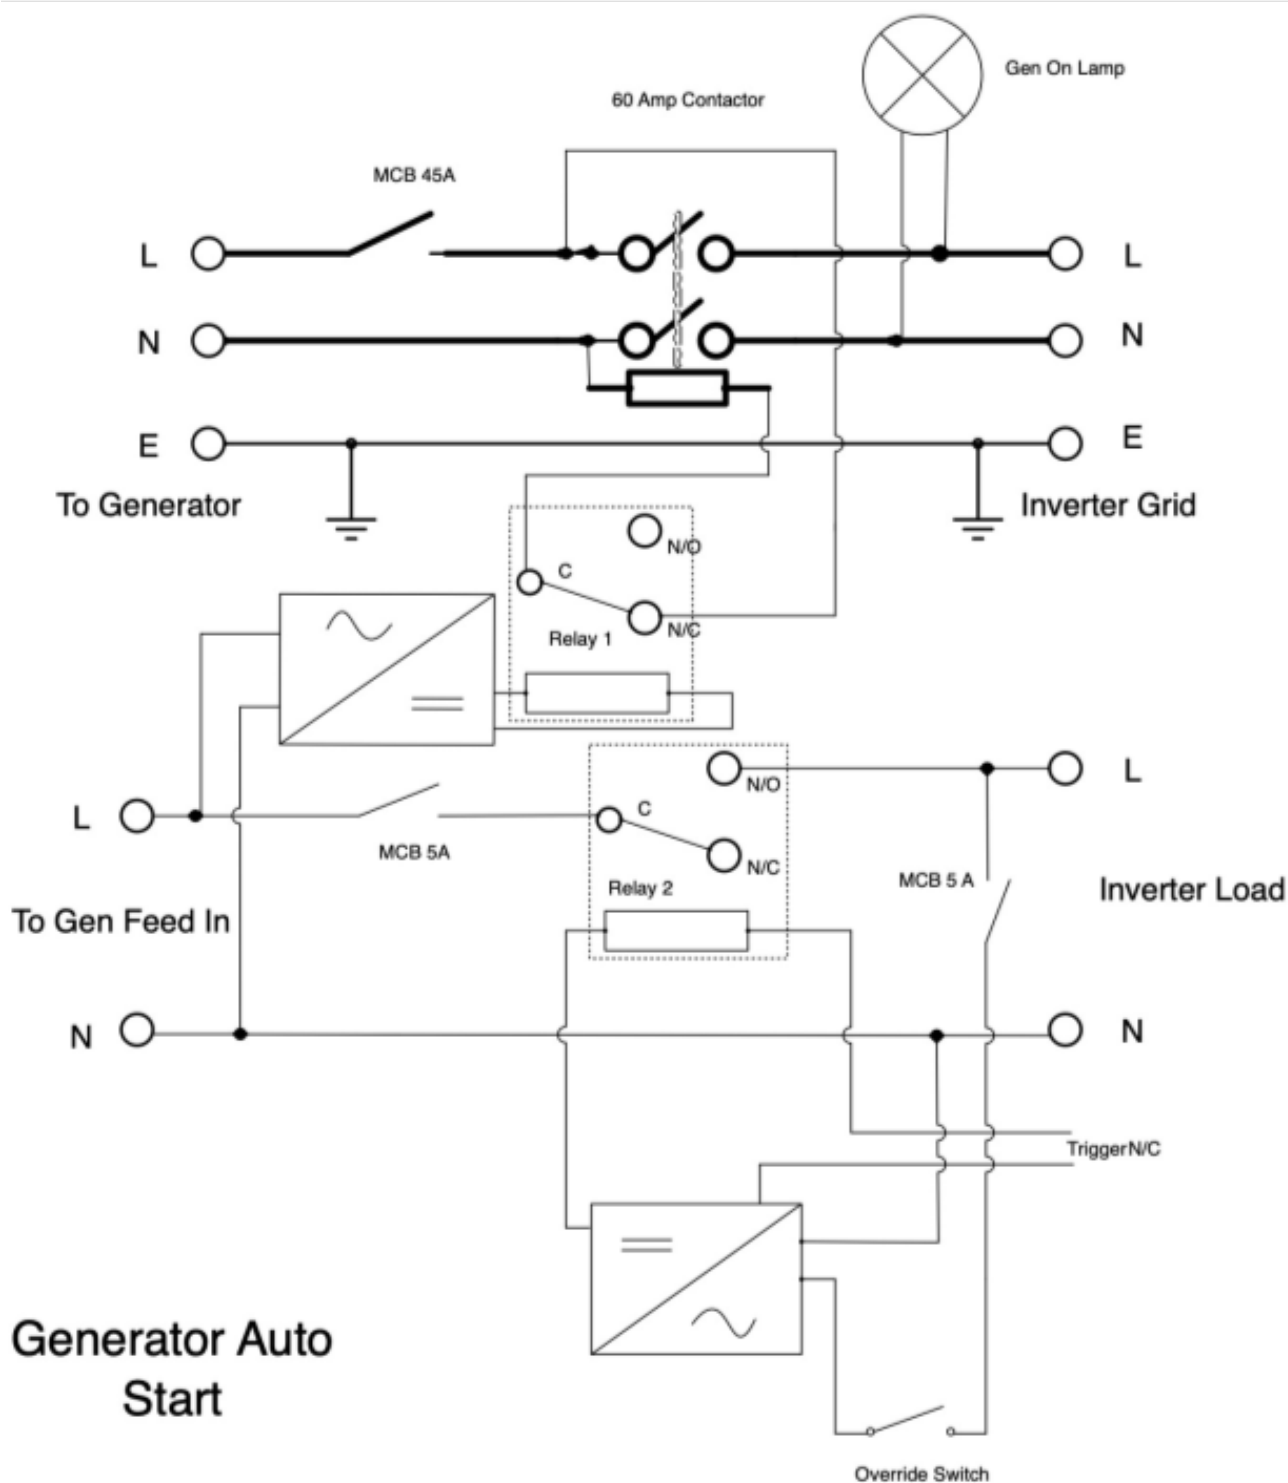 Gen On Lamp
60 Amp Contactor
MCB 45A
L
L
N
N
E
E
To Generator
Inverter Grid
N/O
C
N/C
Relay 1
N/O
L
L
C
MCB 5A
N/C
MCB 5 A
Relay 2
Inverter Load
To Gen Feed In
N
N
TriggerN/C
Generator Auto
Start
Override Switch